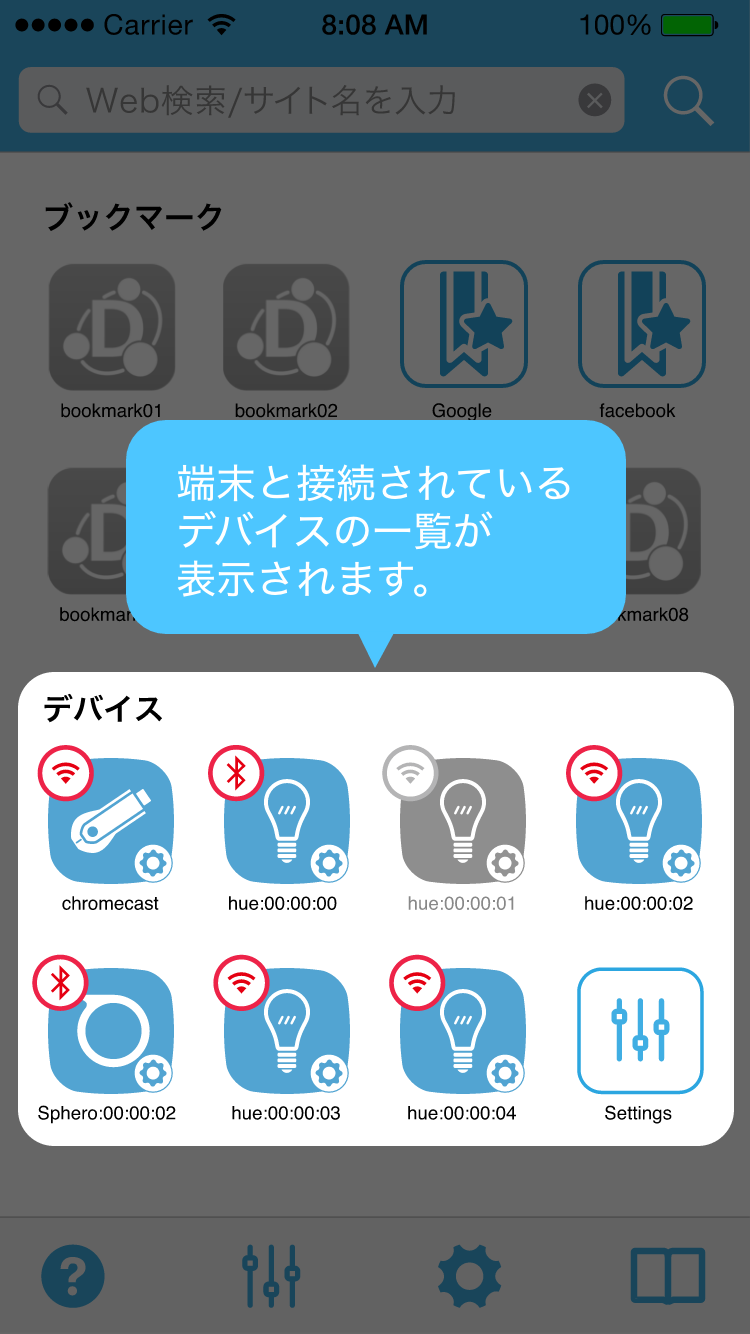 Carrier 8:08 AM 100%
Web検索/サイト名を入力
ブックマーク
D D
bookmark01 bookmark02 Google facebook
端末と接続されている
デバイスの一覧が
表示されます。
デバイス
chromecast hue:00:00:00 hue:00:00:01 hue:00:00:02
Sphero:00:00:02 hue:00:00:03 hue:00:00:04 Settings
?